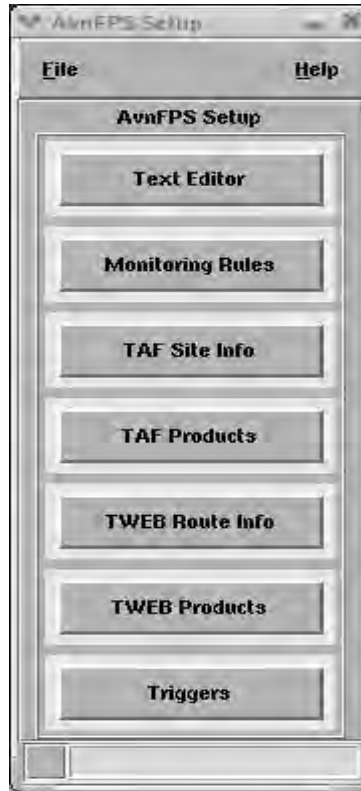 AvnFPS Setup
File Help
AvnFPS Setup
Text Editor
Monitoring Rules
TAF Site Info
TAF Products
TWEB Route Info
TWEB Products
Triggers